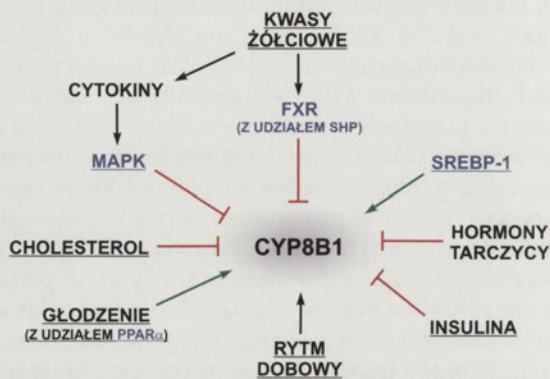 KWASY
ŻÓŁCIOWE
CYTOKINY
FXR
(Z UDZIAŁEM SHP)
MAPK
SREBP-1
CHOLESTEROL
CYP8B1
HORMONY
TARCZYCY
GŁODZENIE
(Z UDZIAŁEM PPARα)
INSULINA
RYTM
DOBOWY